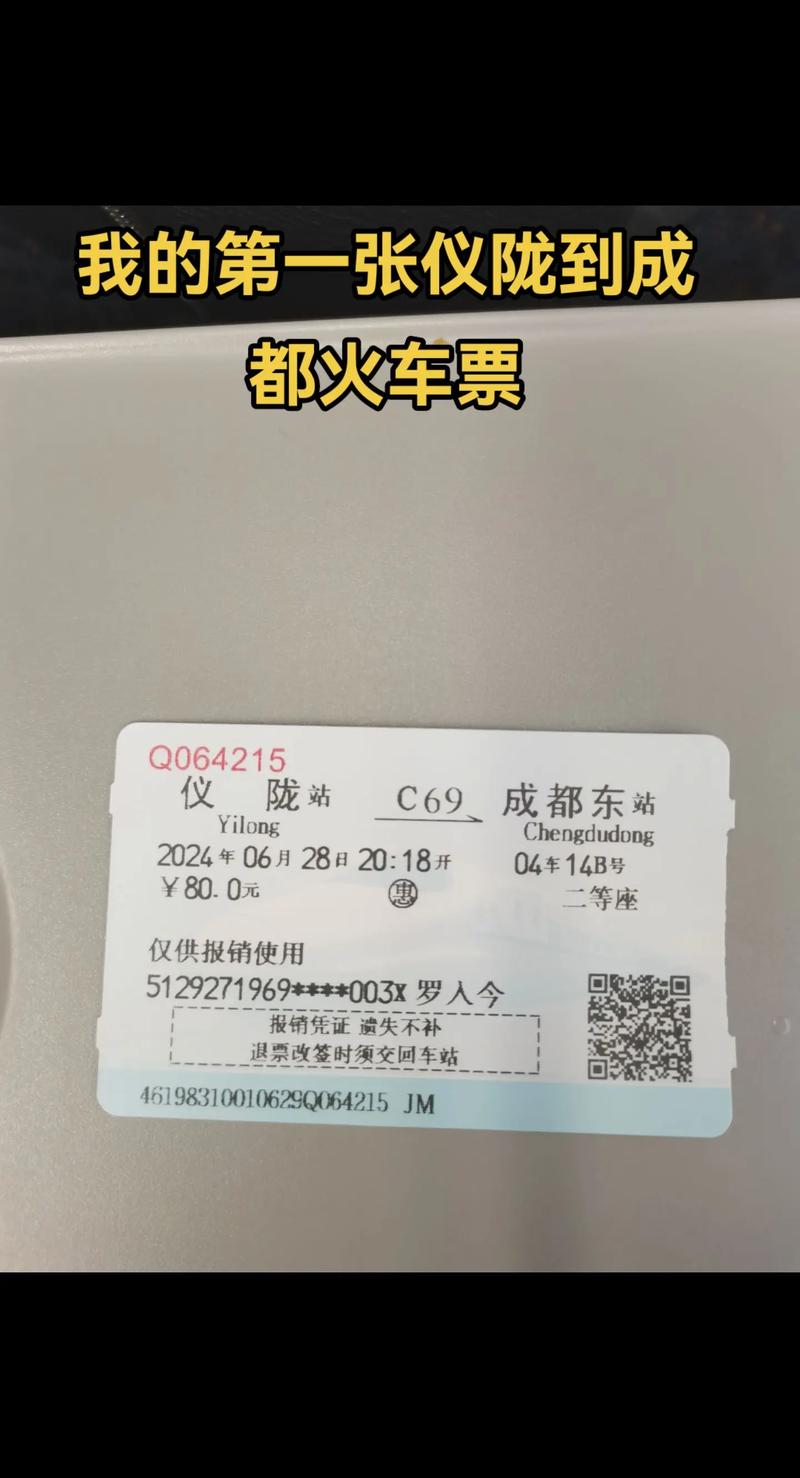 我的第一张仪陇到成
都火车票
Q064215
仪 陇站 C69 成都东站
Yilong Chengdudong
2024年06月28日20:18开 04车14B号
￥80.0元 惠 二等座
仅供报销使用
5129271969****003X 罗入今
报销凭证 遗失不补
退票改签时须交回车站
46198310010629Q064215 JM